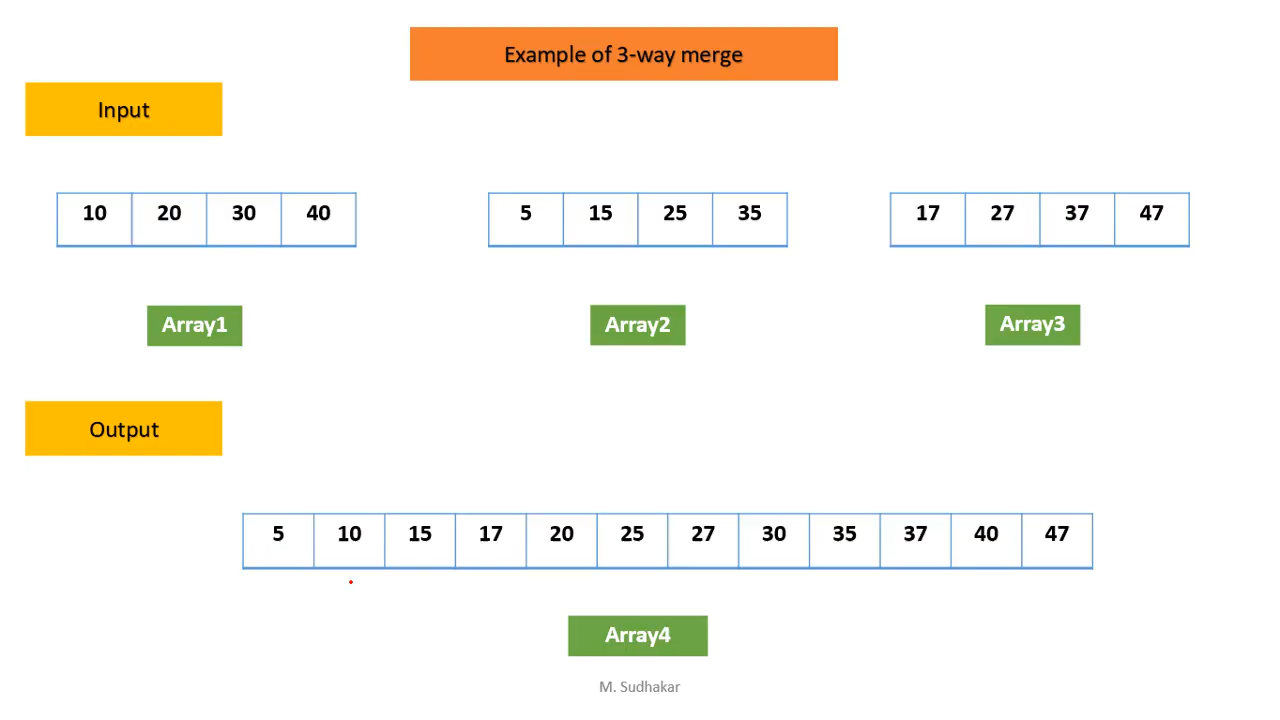 Example of 3-way merge
Input
10 20 30 40
5 15 25 35
17 27 37 47
Array1
Array2
Array3
Output
5 10 15 17 20 25 27 30 35 37 40 47
Array4
M. Sudhakar